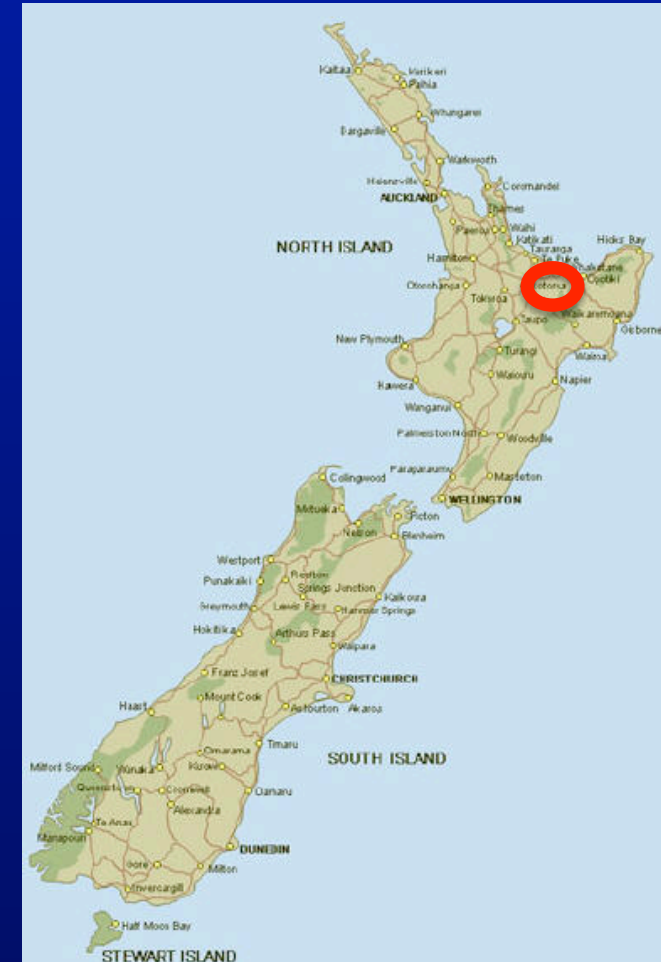 Kaitaa
Kerikeri
Paihia
Whangarei
Dargaville
Warkworth
Helensville
Coromandel
AUCKLAND
Thames
Paeroa
Waihi
Katikati
NORTH ISLAND
Tauranga
Hicks Bay
Hamilton
Te Puke
Opotiki
Otorohanga
Tokoroa
Waikaremoana
Taupo
Gisborne
New Plymouth
Turangi
Wairoa
Waiouru
Hawera
Napier
Wanganui
Palmerston North
Woodville
Paraparaumu
Masterton
Collingwood
WELLINGTON
Motueka
Picton
Nelson
Blenheim
Westport
Reefton
Punakaiki
Springs Junction
Kaikoura
Greymouth
Lewis Pass
Hanmer Springs
Hokitika
Arthurs Pass
Waipara
Franz Josef
CHRISTCHURCH
Mount Cook
Haast
Ashburton
Akaroa
Timaru
Omarama
SOUTH ISLAND
Milford Sound
Wanaka
Kurow
Queenstown
Cromwell
Oamaru
Alexandra
Te Anau
Manapouri
DUNEDIN
Gore
Milton
Invercargill
Half Moon Bay
STEWART ISLAND